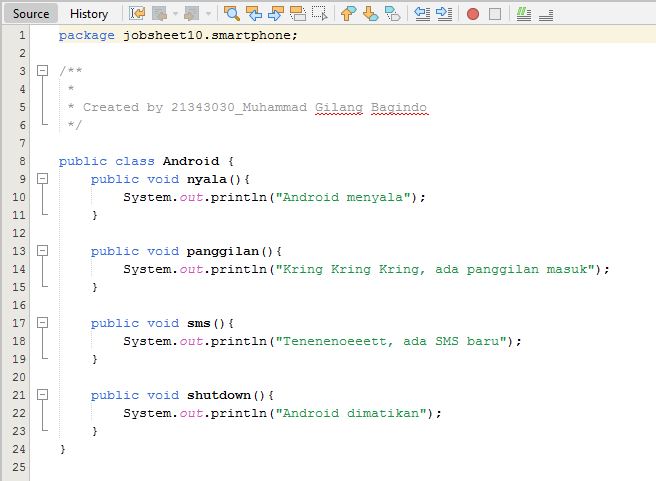 Source History
1 package jobsheet10.smartphone;
2
3 /**
4 *
5 * Created by 21343030_Muhammad Gilang Bagindo
6 */
7
8 public class Android {
9 public void nyala(){
10 System.out.println("Android menyala");
11 }
12
13 public void panggilan(){
14 System.out.println("Kring Kring Kring, ada panggilan masuk");
15 }
16
17 public void sms(){
18 System.out.println("Tenenenoeeett, ada SMS baru");
19 }
20
21 public void shutdown(){
22 System.out.println("Android dimatikan");
23 }
24 }
25